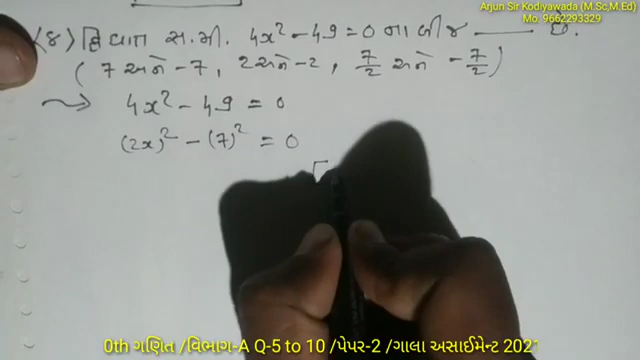 Arjun Sir Kodiyawada (M.Sc,M.Ed)
Mo. 9662293329
(૪) દ્વિઘાત સ.મી. 4x² – 49 = 0 ના બીજ ––– છે.
(7 અને –7, 2 અને –2, 7/2 અને –7/2)
4x² – 49 = 0
(2x)² – (7)² = 0
0th ગણિત /વિભાગ-A Q-5 to 10 /પેપર-2 /ગાલા અસાઈમેન્ટ 2021